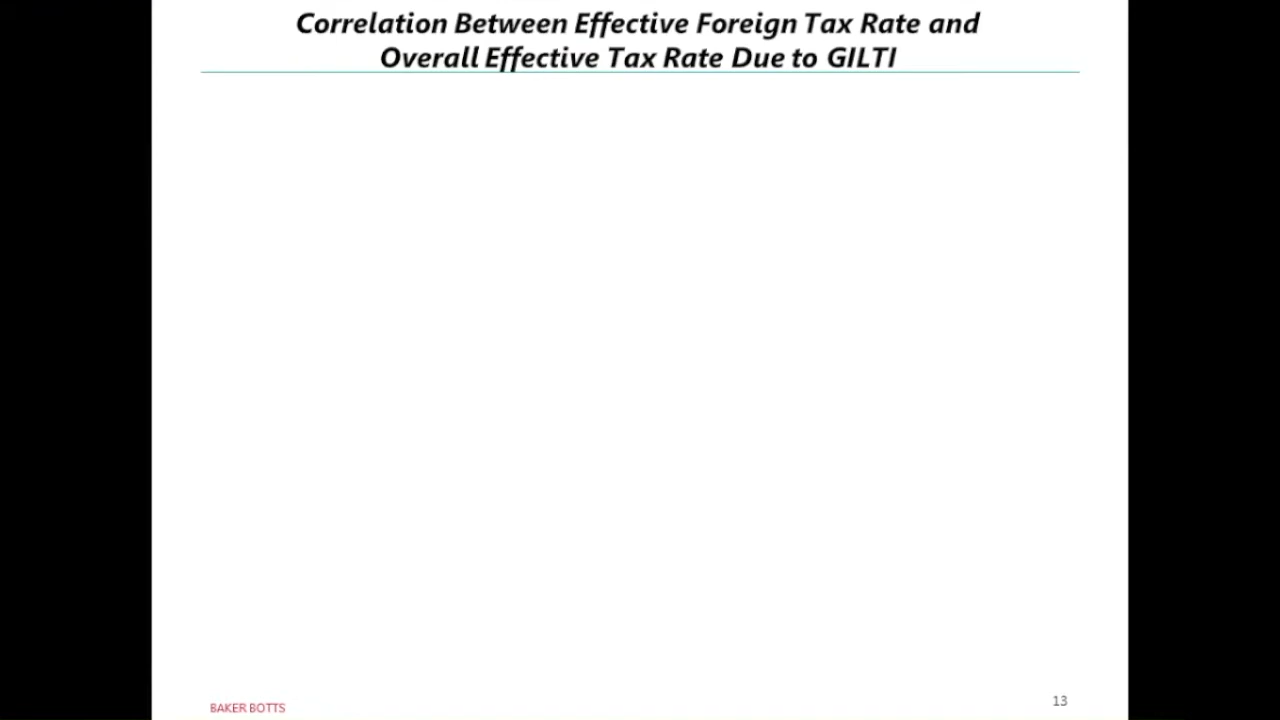 Correlation Between Effective Foreign Tax Rate and
Overall Effective Tax Rate Due to GILTI
BAKER BOTTS
13